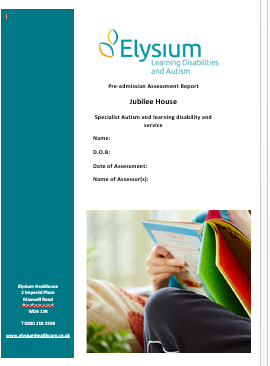 Elysium
Learning Disabilities
and Autism
Pre-admission Assessment Report
Jubilee House
Specialist Autism and learning disability and
service
Name:
D.O.B:
Date of Assessment:
Name of Assessor(s):
Elysium Healthcare
2 Imperial Place
Maxwell Road
Borehamwood
WD6 1JN
T 0800 218 2398
www.elysiumhealthcare.co.uk